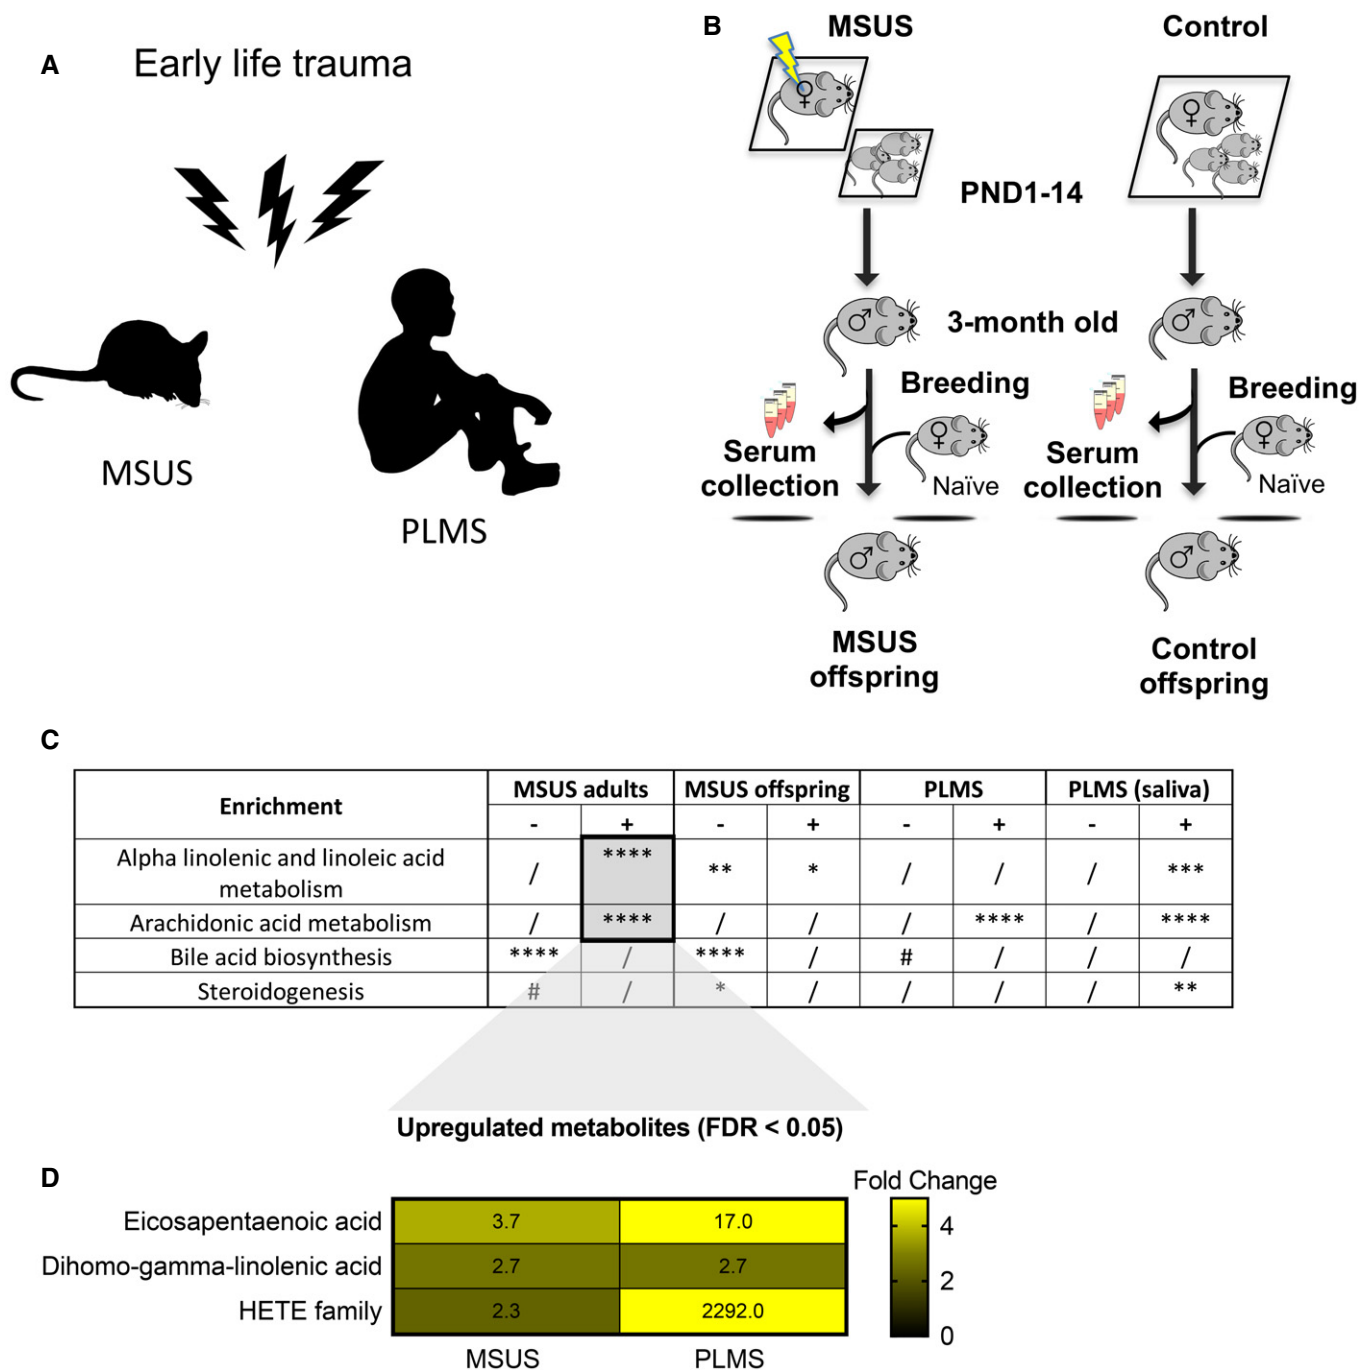 A
Early life trauma
MSUS
PLMS
B
MSUS
Control
PND1-14
3-month old
Breeding
Breeding
Serum
collection
Naïve
Serum
collection
Naïve
MSUS
offspring
Control
offspring
C
Enrichment
MSUS adults
MSUS offspring
PLMS
PLMS (saliva)
- + - + - + - +
Alpha linolenic and linoleic acid
metabolism
/ **** ** * / / / ***
Arachidonic acid metabolism / **** / / / **** / ****
Bile acid biosynthesis **** / **** / # / / /
Steroidogenesis # / * / / / / **
Upregulated metabolites (FDR < 0.05)
D
Fold Change
Eicosapentaenoic acid 3.7 17.0
Dihomo-gamma-linolenic acid 2.7 2.7
HETE family 2.3 2292.0
MSUS PLMS
4
2
0